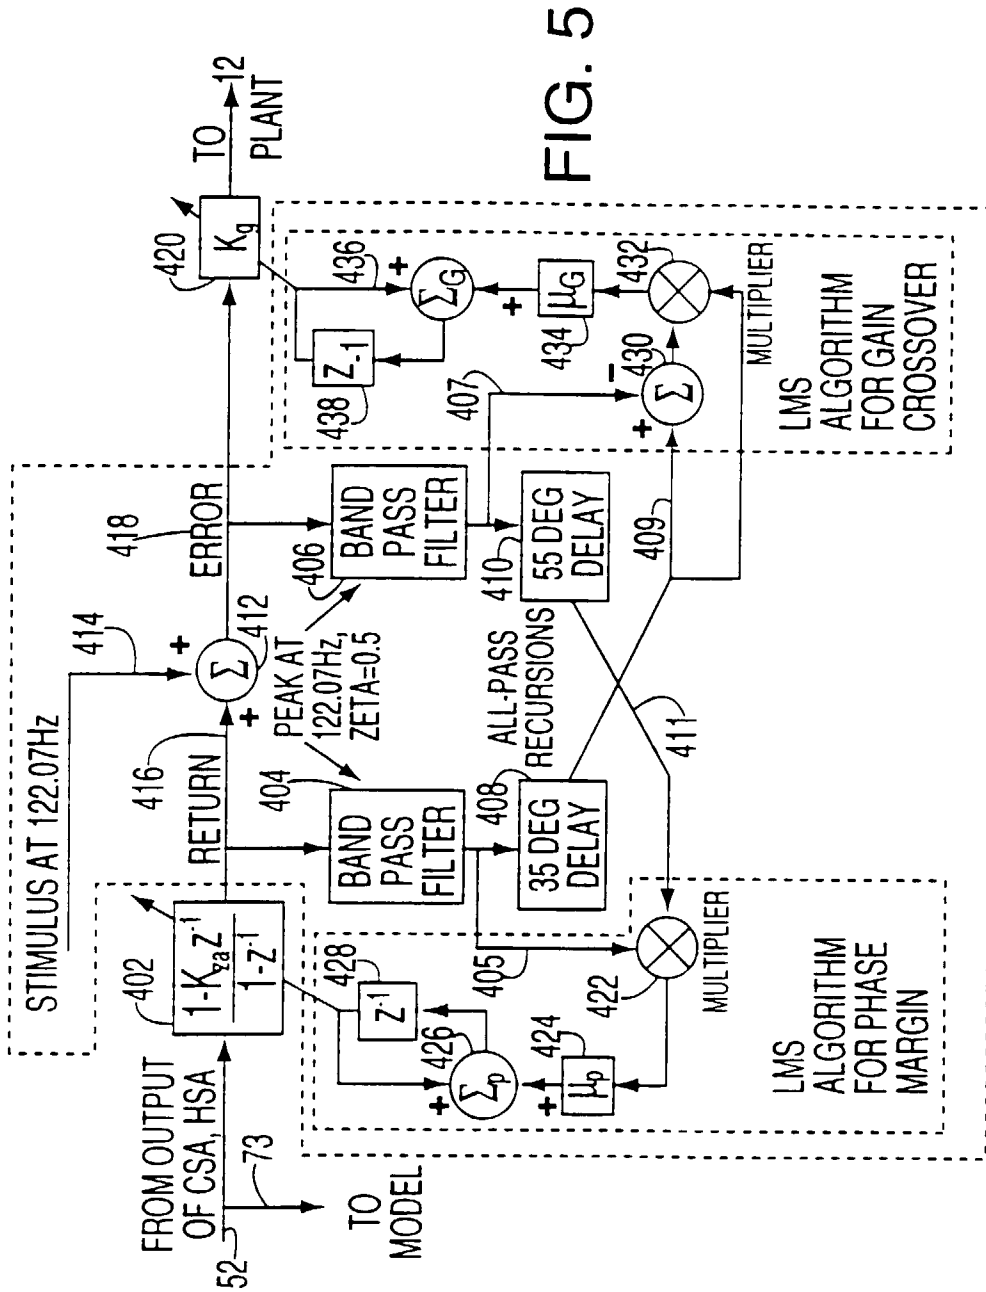 FROM OUTPUT
OF CSA, HSA
52
73
TO
MODEL
STIMULUS AT 122.07Hz
402
1-Kzaz-1
1-z-1
RETURN
416
414
+
+
Σ
412
ERROR
418
420
Kg
TO
PLANT
12
404
BAND
PASS
FILTER
PEAK AT
122.07Hz,
ZETA=0.5
406
BAND
PASS
FILTER
408
35 DEG
DELAY
ALL-PASS
RECURSIONS
410
55 DEG
DELAY
405
407
409
411
428
z-1
426
Σp
+
+
424
μp
422
MULTIPLIER
LMS
ALGORITHM
FOR PHASE
MARGIN
438
Z-1
436
+
ΣG
+
434
μG
432
MULTIPLIER
430
Σ
+
−
LMS
ALGORITHM
FOR GAIN
CROSSOVER
FIG. 5